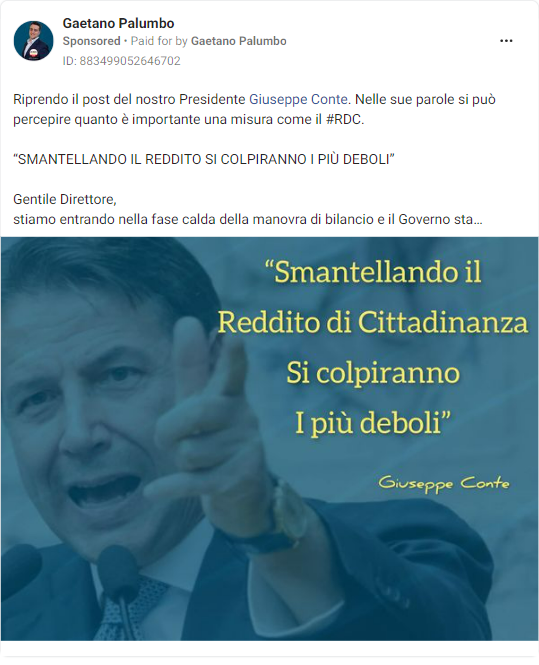 Gaetano Palumbo
Sponsored • Paid for by Gaetano Palumbo
ID: 883499052646702
Riprendo il post del nostro Presidente Giuseppe Conte. Nelle sue parole si può
percepire quanto è importante una misura come il #RDC.
“SMANTELLANDO IL REDDITO SI COLPIRANNO I PIÙ DEBOLI”
Gentile Direttore,
stiamo entrando nella fase calda della manovra di bilancio e il Governo sta...
“Smantellando il
Reddito di Cittadinanza
Si colpiranno
I più deboli”
Giuseppe Conte